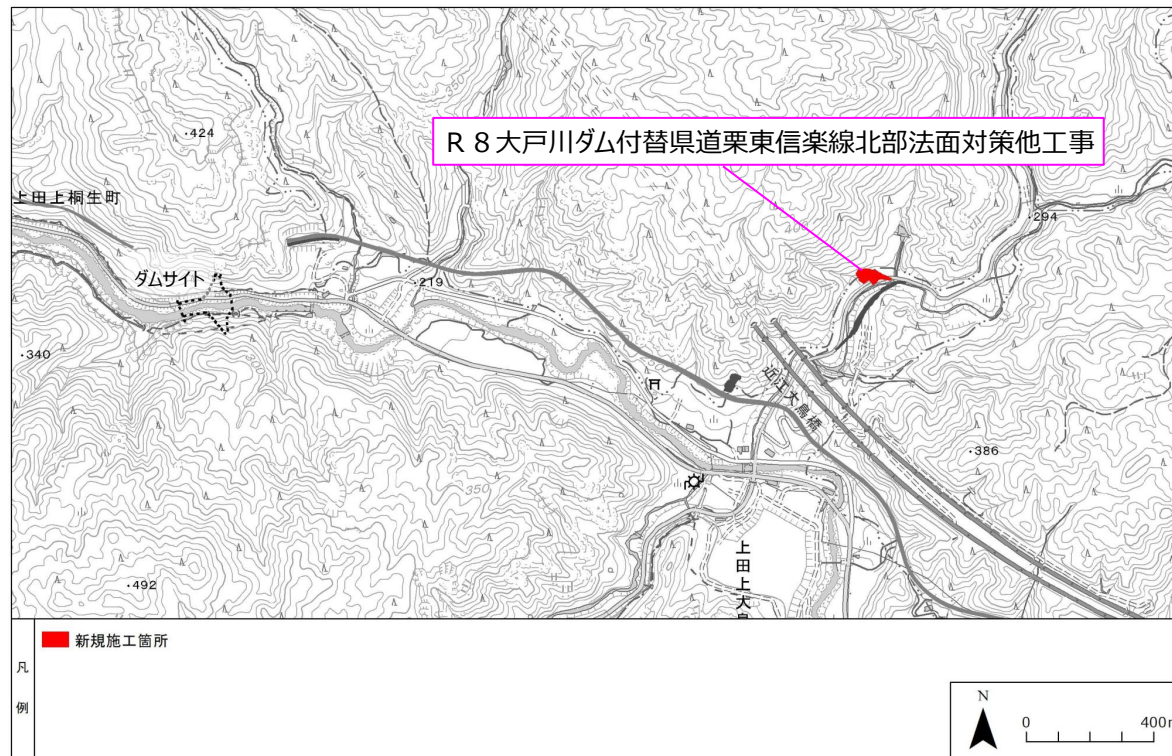 ・424
350
R8大戸川ダム付替県道栗東信楽線北部法面対策他工事
上田上桐生町
400
・294
ダムサイト
・219
・340
近江大鳥橋
350
・386
上田上大鳥
・492
新規施工箇所
凡例
N
0 400m